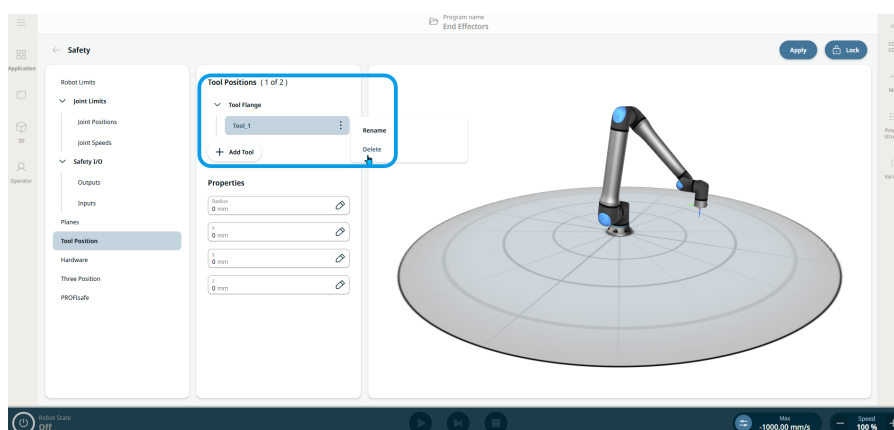 Program name
End Effectors
Safety
Apply
Lock
Application
3D
Operator
Robot Limits
Joint Limits
Joint Positions
Joint Speeds
Safety I/O
Outputs
Inputs
Planes
Tool Position
Hardware
Three Position
PROFIsafe
Tool Positions ( 1 of 2 )
Tool Flange
Tool_1
Add Tool
Rename
Delete
Properties
Radius
0 mm
X
0 mm
Y
0 mm
Z
0 mm
Robot State
Off
Max
-1000.00 mm/s
Speed
100 %